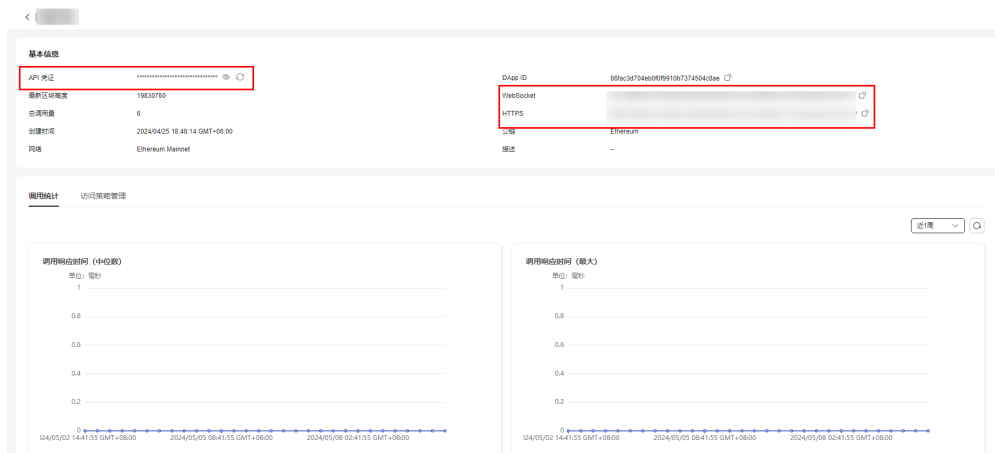 基本信息
API 凭证 ********************************
DApp ID 86fac3d704eb0f0f9910b7374504c8ae
最新区块高度 19830760
WebSocket
总调用量 6
HTTPS
创建时间 2024/04/25 18:48:14 GMT+08:00
公链 Ethereum
网络 Ethereum Mainnet
描述 --
调用统计 访问策略管理
近1周
调用响应时间（中位数）
单位：毫秒
1
0.8
0.6
0.4
0.2
0
024/05/02 14:41:55 GMT+08:00 2024/05/05 08:41:55 GMT+08:00 2024/05/08 02:41:55 GMT+08:00
调用响应时间（最大）
单位：毫秒
1
0.8
0.6
0.4
0.2
0
024/05/02 14:41:55 GMT+08:00 2024/05/05 08:41:55 GMT+08:00 2024/05/08 02:41:55 GMT+08:00